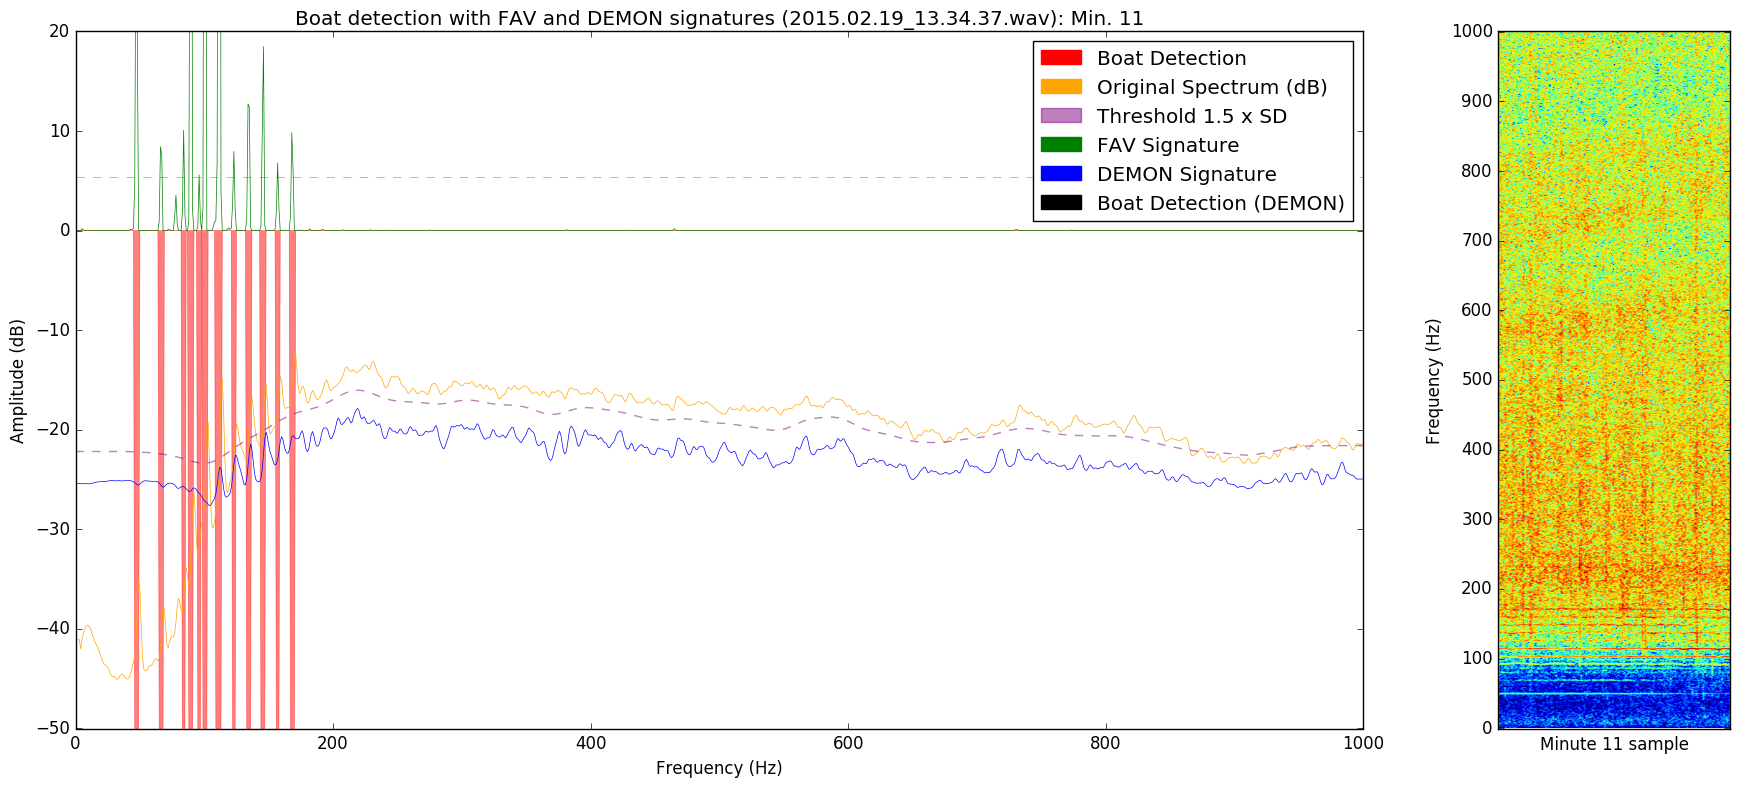 Boat detection with FAV and DEMON signatures (2015.02.19_13.34.37.wav): Min. 11
Amplitude (dB)
20
10
0
−10
−20
−30
−40
−50
Boat Detection
Original Spectrum (dB)
Threshold 1.5 x SD
FAV Signature
DEMON Signature
Boat Detection (DEMON)
0 200 400 600 800 1000
Frequency (Hz)
Frequency (Hz)
1000
900
800
700
600
500
400
300
200
100
0
Minute 11 sample